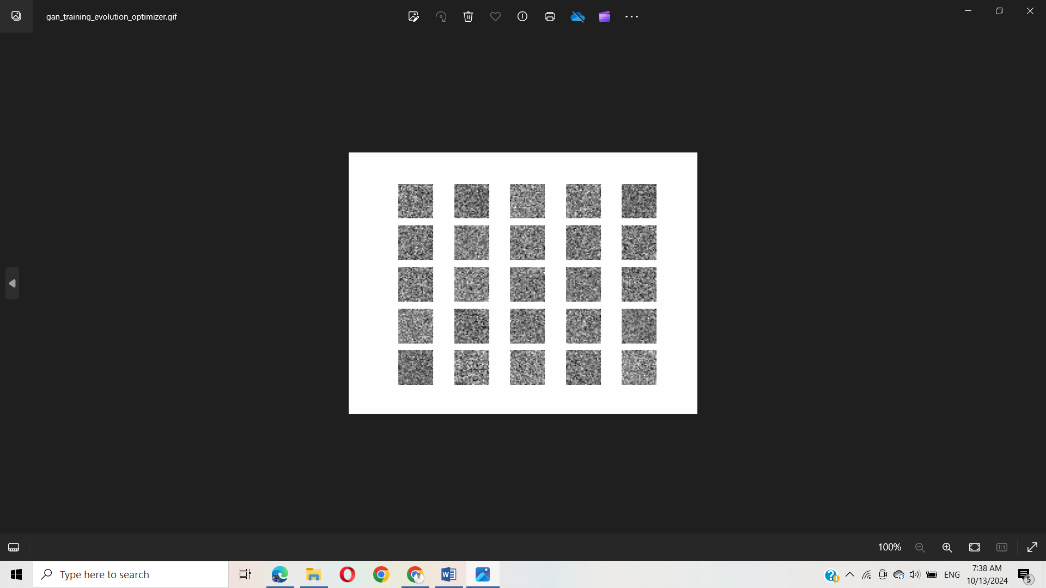 gan_training_evolution_optimizer.gif
100%
Type here to search
ENG
7:38 AM
10/13/2024
5